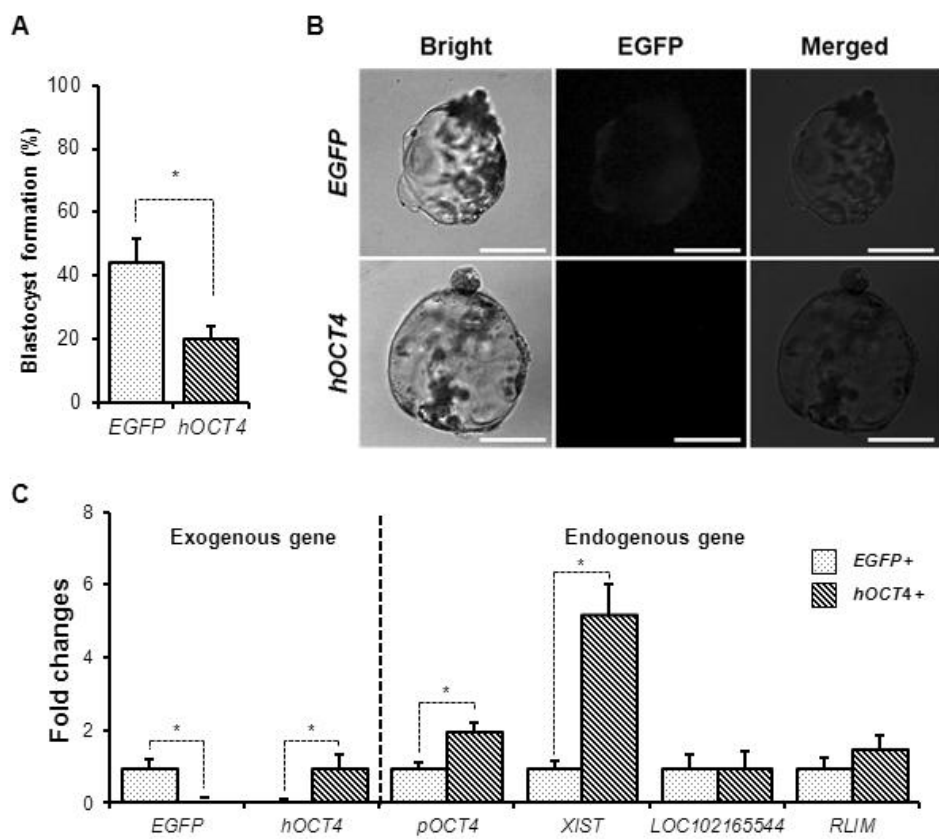 A
Blastocyst formation (%)
100
80
60
40
20
0
*
EGFP hOCT4
B
Bright EGFP Merged
EGFP
hOCT4
C
Fold changes
8
6
4
2
0
Exogenous gene Endogenous gene
EGFP+
hOCT4+
*
*
*
*
EGFP hOCT4 pOCT4 XIST LOC102165544 RLIM